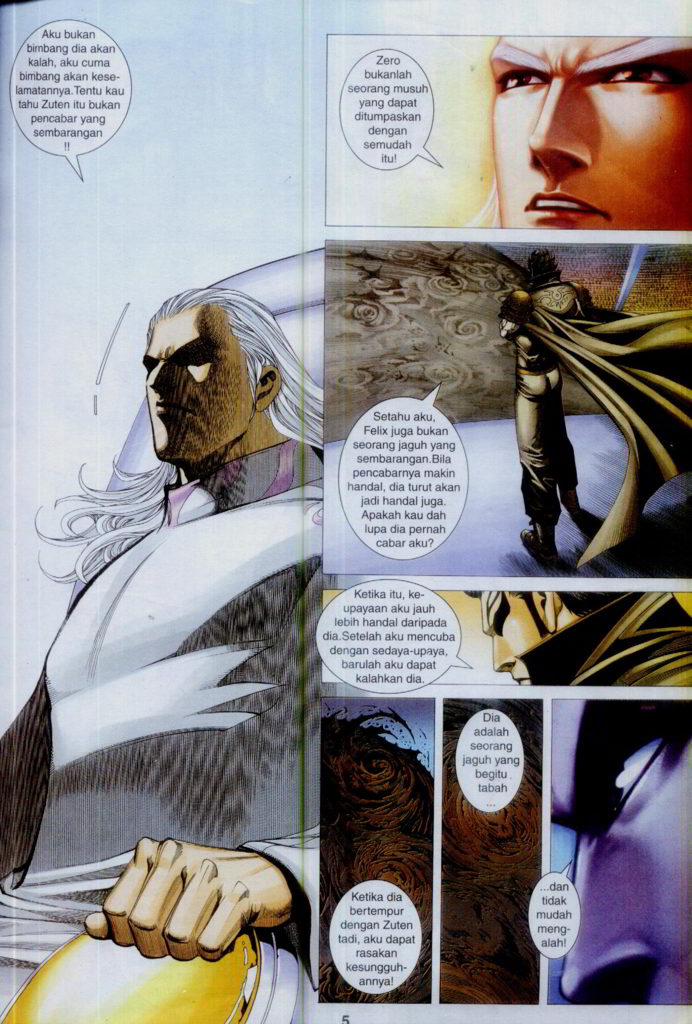 Aku bukan
bimbang dia akan
kalah, aku cuma
bimbang akan kese-
lamatannya.Tentu kau
tahu Zuten itu bukan
pencabar yang
sembarangan
!!
Zero
bukanlah
seorang musuh
yang dapat
ditumpaskan
dengan
semudah
itu!
Setahu aku,
Felix juga bukan
seorang jaguh yang
sembarangan.Bila
pencabarnya makin
handal, dia turut akan
jadi handal juga.
Apakah kau dah
lupa dia pernah
cabar aku?
Ketika itu, ke-
upayaan aku jauh
lebih handal daripada
dia.Setelah aku mencuba
dengan sedaya-upaya,
barulah aku dapat
kalahkan dia.
Ketika dia
bertempur
dengan Zuten
tadi, aku dapat
rasakan
kesungguh-
annya!
Dia
adalah
seorang
jaguh yang
begitu
tabah
...
...dan
tidak
mudah
meng-
alah!
5